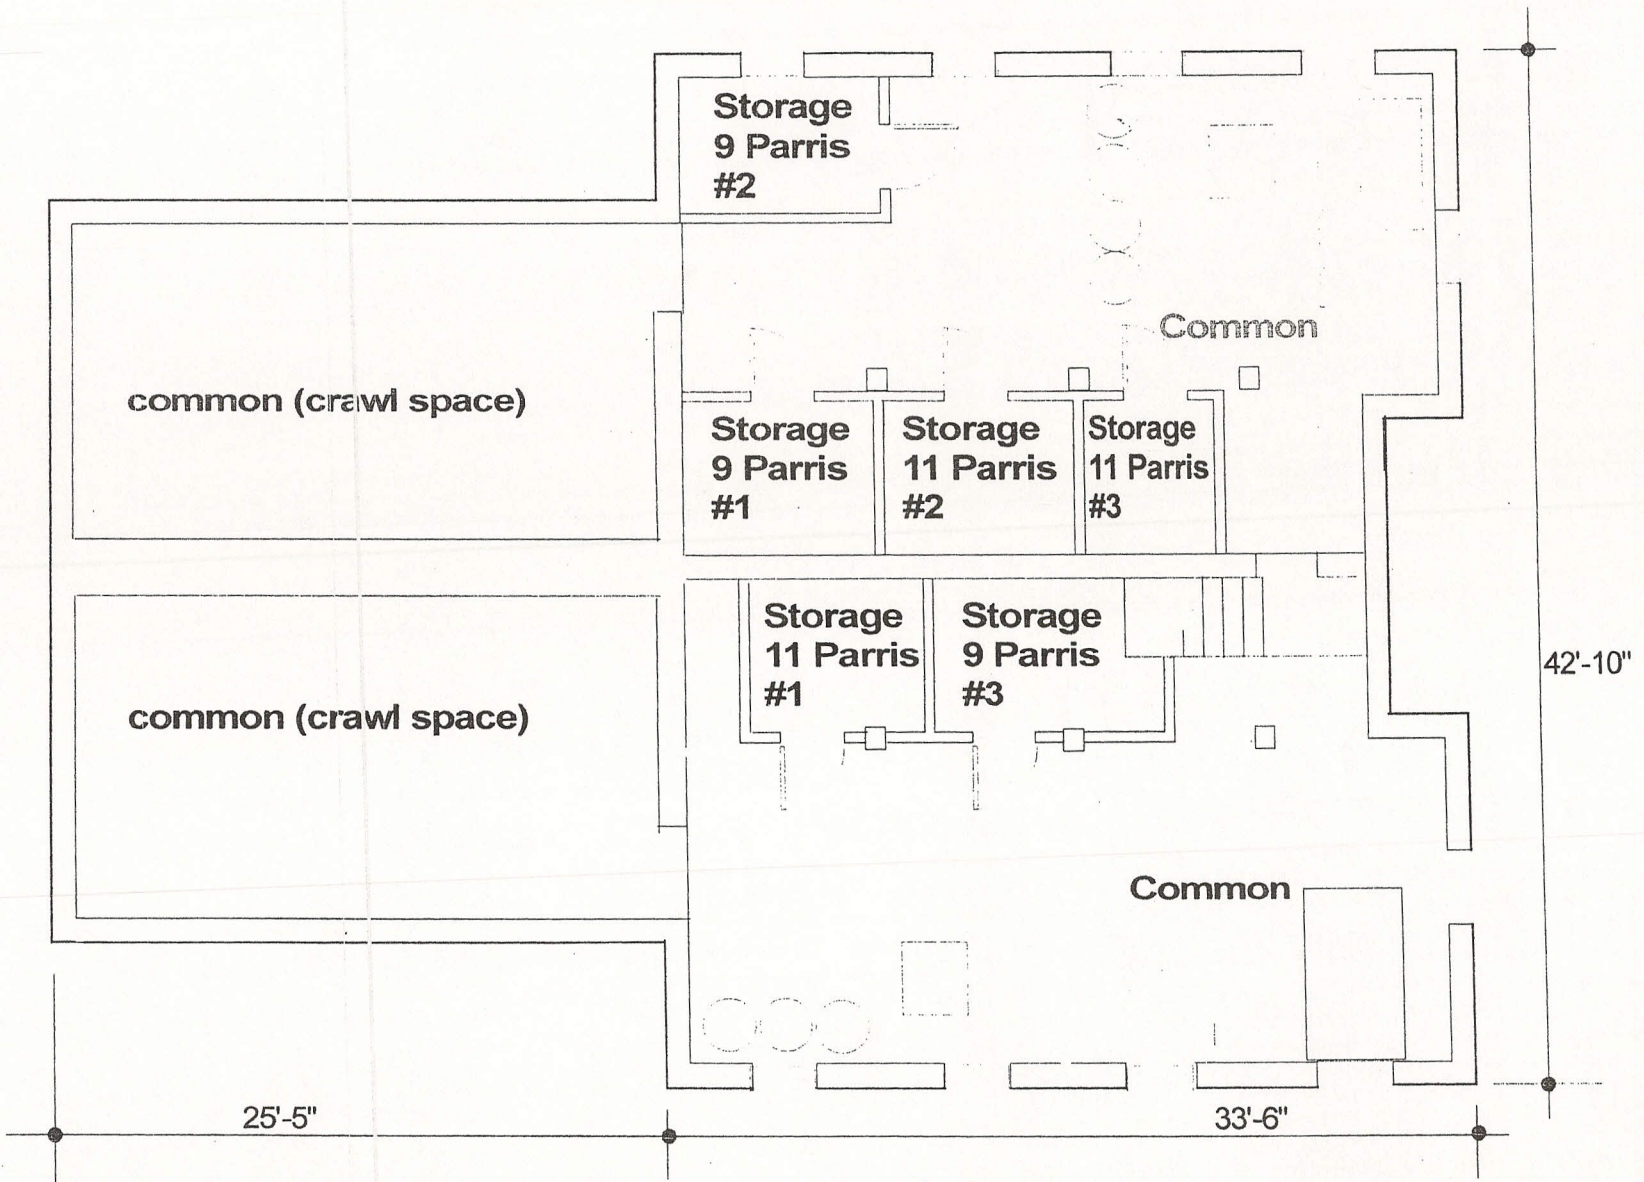 Storage
9 Parris
#2
Common
common (crawl space)
Storage
9 Parris
#1
Storage
11 Parris
#2
Storage
11 Parris
#3
Storage
11 Parris
#1
Storage
9 Parris
#3
42'-10"
common (crawl space)
Common
25'-5"
33'-6"